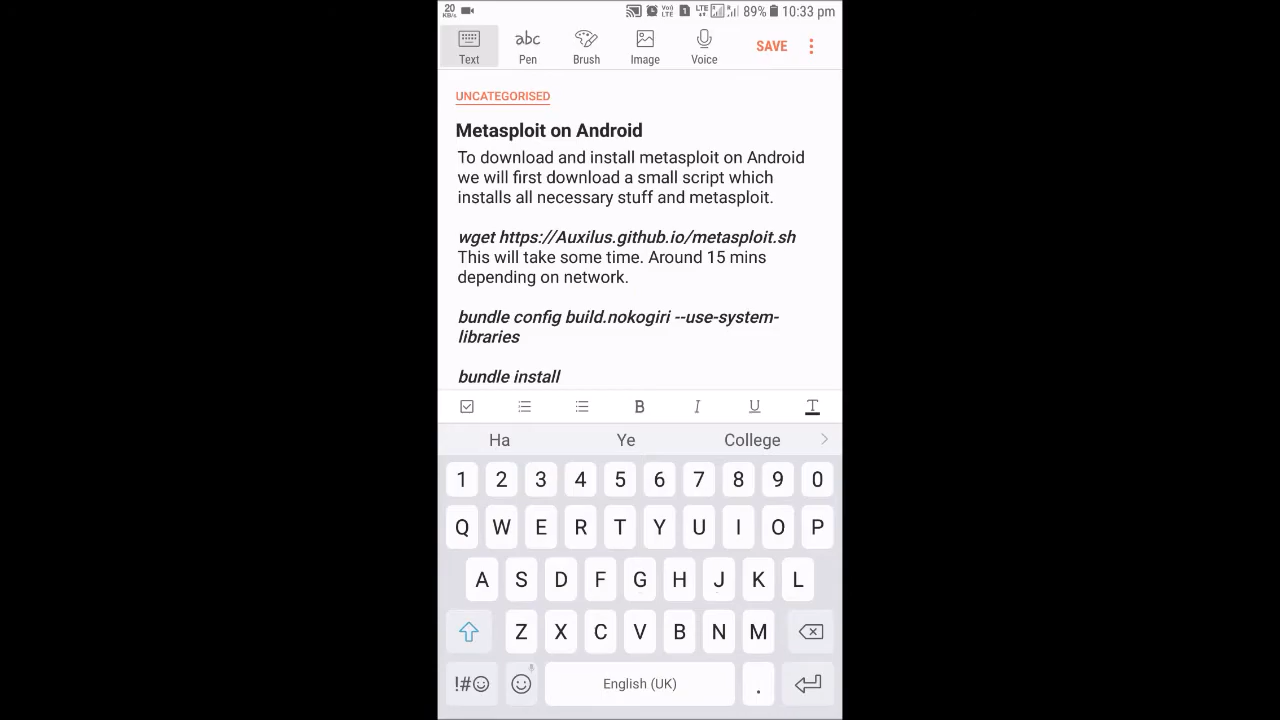 20
KB/s
Vo))
LTE
1
LTE
89%
10:33 pm
Text
abc
Pen
Brush
Image
Voice
SAVE
UNCATEGORISED
Metasploit on Android
To download and install metasploit on Android
we will first download a small script which
installs all necessary stuff and metasploit.
wget https://Auxilus.github.io/metasploit.sh
This will take some time. Around 15 mins
depending on network.
bundle config build.nokogiri --use-system-
libraries
bundle install
B I U T
Ha Ye College
1 2 3 4 5 6 7 8 9 0
Q W E R T Y U I O P
A S D F G H J K L
Z X C V B N M
!#☺ English (UK) .